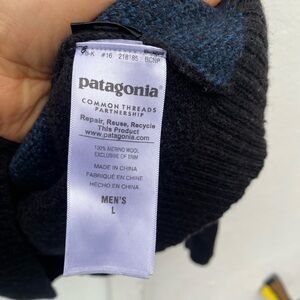 #16 218185 BCNP
patagonia®
COMMON THREADS
PARTNERSHIP
Repair, Reuse, Recycle
This Product
www.patagonia.com
100% MERINO WOOL
EXCLUSIVE OF TRIM
MADE IN CHINA
FABRIQUÉ EN CHINE
HECHO EN CHINA
MEN'S
L